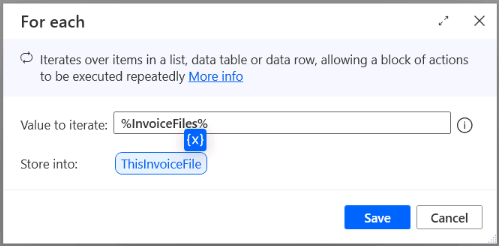 For each
Iterates over items in a list, data table or data row, allowing a block of actions
to be executed repeatedly More info
Value to iterate: %InvoiceFiles%
{x}
Store into: ThisInvoiceFile
Save Cancel